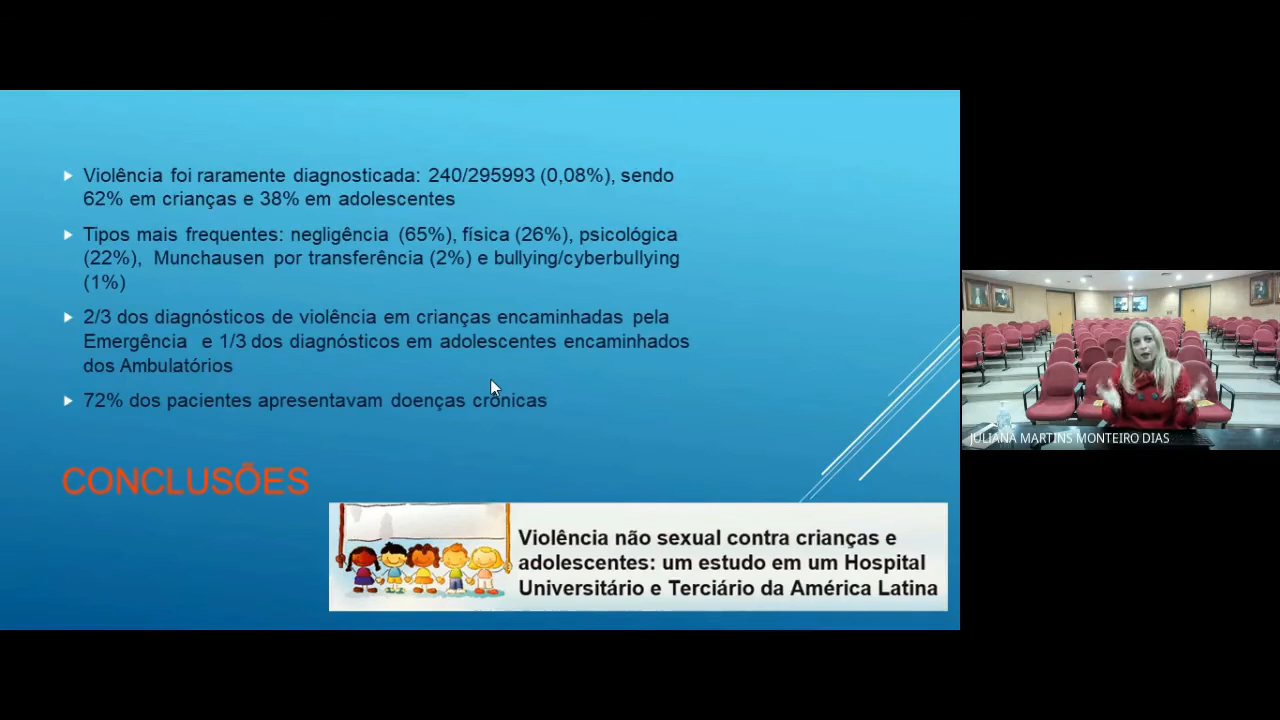 Violência foi raramente diagnosticada: 240/295993 (0,08%), sendo
62% em crianças e 38% em adolescentes
Tipos mais frequentes: negligência (65%), física (26%), psicológica
(22%), Munchausen por transferência (2%) e bullying/cyberbullying
(1%)
2/3 dos diagnósticos de violência em crianças encaminhadas pela
Emergência e 1/3 dos diagnósticos em adolescentes encaminhados
dos Ambulatórios
72% dos pacientes apresentavam doenças crônicas
CONCLUSÕES
Violência não sexual contra crianças e
adolescentes: um estudo em um Hospital
Universitário e Terciário da América Latina
JULIANA MARTINS MONTEIRO DIAS